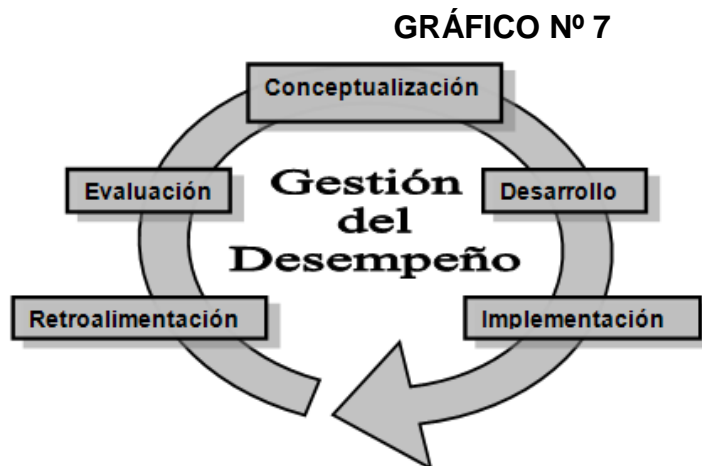 GRÁFICO Nº 7
Conceptualización
Evaluación
Gestión
del
Desempeño
Desarrollo
Retroalimentación
Implementación